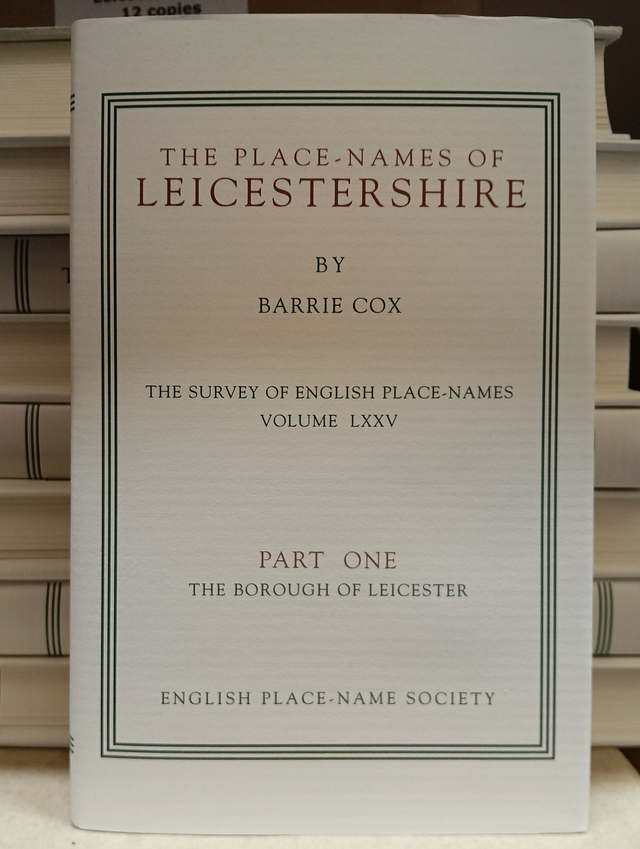 12 copies
THE PLACE-NAMES OF
LEICESTERSHIRE
BY
BARRIE COX
THE SURVEY OF ENGLISH PLACE-NAMES
VOLUME LXXV
PART ONE
THE BOROUGH OF LEICESTER
ENGLISH PLACE-NAME SOCIETY